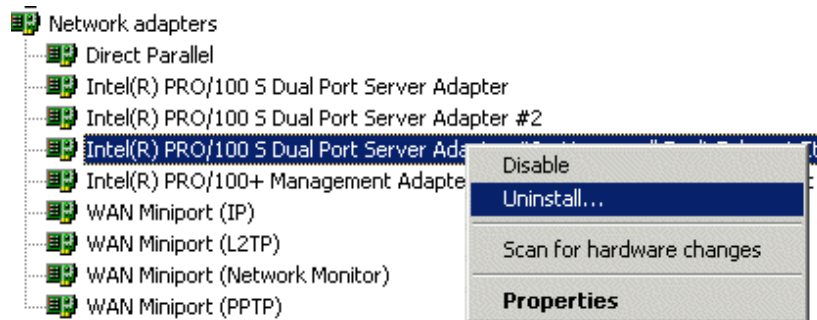 Network adapters
Direct Parallel
Intel(R) PRO/100 S Dual Port Server Adapter
Intel(R) PRO/100 S Dual Port Server Adapter #2
Intel(R) PRO/100 S Dual Port Server
Disable
Intel(R) PRO/100+ Management
Uninstall...
WAN Miniport (IP)
WAN Miniport (L2TP)
Scan for hardware changes
WAN Miniport (Network Monitor)
WAN Miniport (PPTP)
Properties